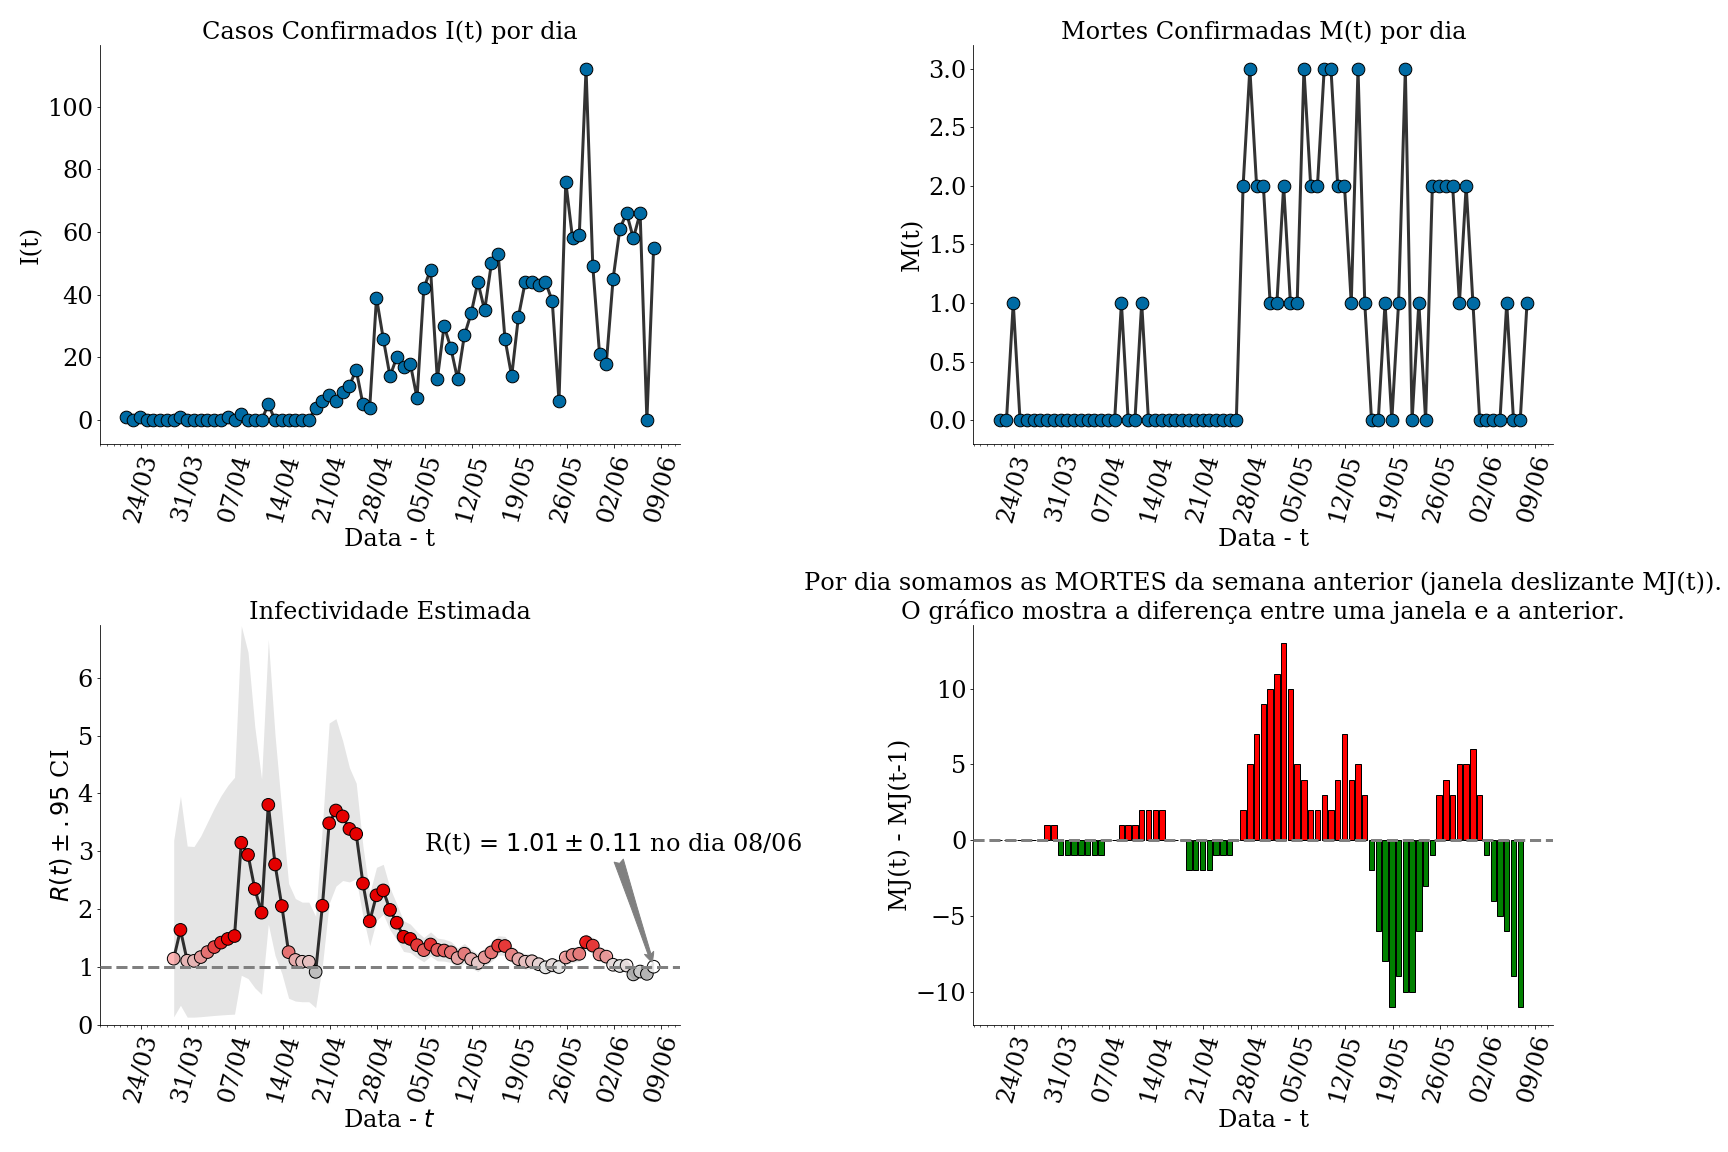 Casos Confirmados I(t) por dia
I(t)
100
80
60
40
20
0
24/03 31/03 07/04 14/04 21/04 28/04 05/05 12/05 19/05 26/05 02/06 09/06
Data - t
Mortes Confirmadas M(t) por dia
M(t)
3.0
2.5
2.0
1.5
1.0
0.5
0.0
24/03 31/03 07/04 14/04 21/04 28/04 05/05 12/05 19/05 26/05 02/06 09/06
Data - t
Infectividade Estimada
R(t) ± .95 CI
6
5
4
3
2
1
0
R(t) = 1.01 ± 0.11 no dia 08/06
24/03 31/03 07/04 14/04 21/04 28/04 05/05 12/05 19/05 26/05 02/06 09/06
Data - t
Por dia somamos as MORTES da semana anterior (janela deslizante MJ(t)).
O gráfico mostra a diferença entre uma janela e a anterior.
MJ(t) - MJ(t-1)
10
5
0
−5
−10
24/03 31/03 07/04 14/04 21/04 28/04 05/05 12/05 19/05 26/05 02/06 09/06
Data - t